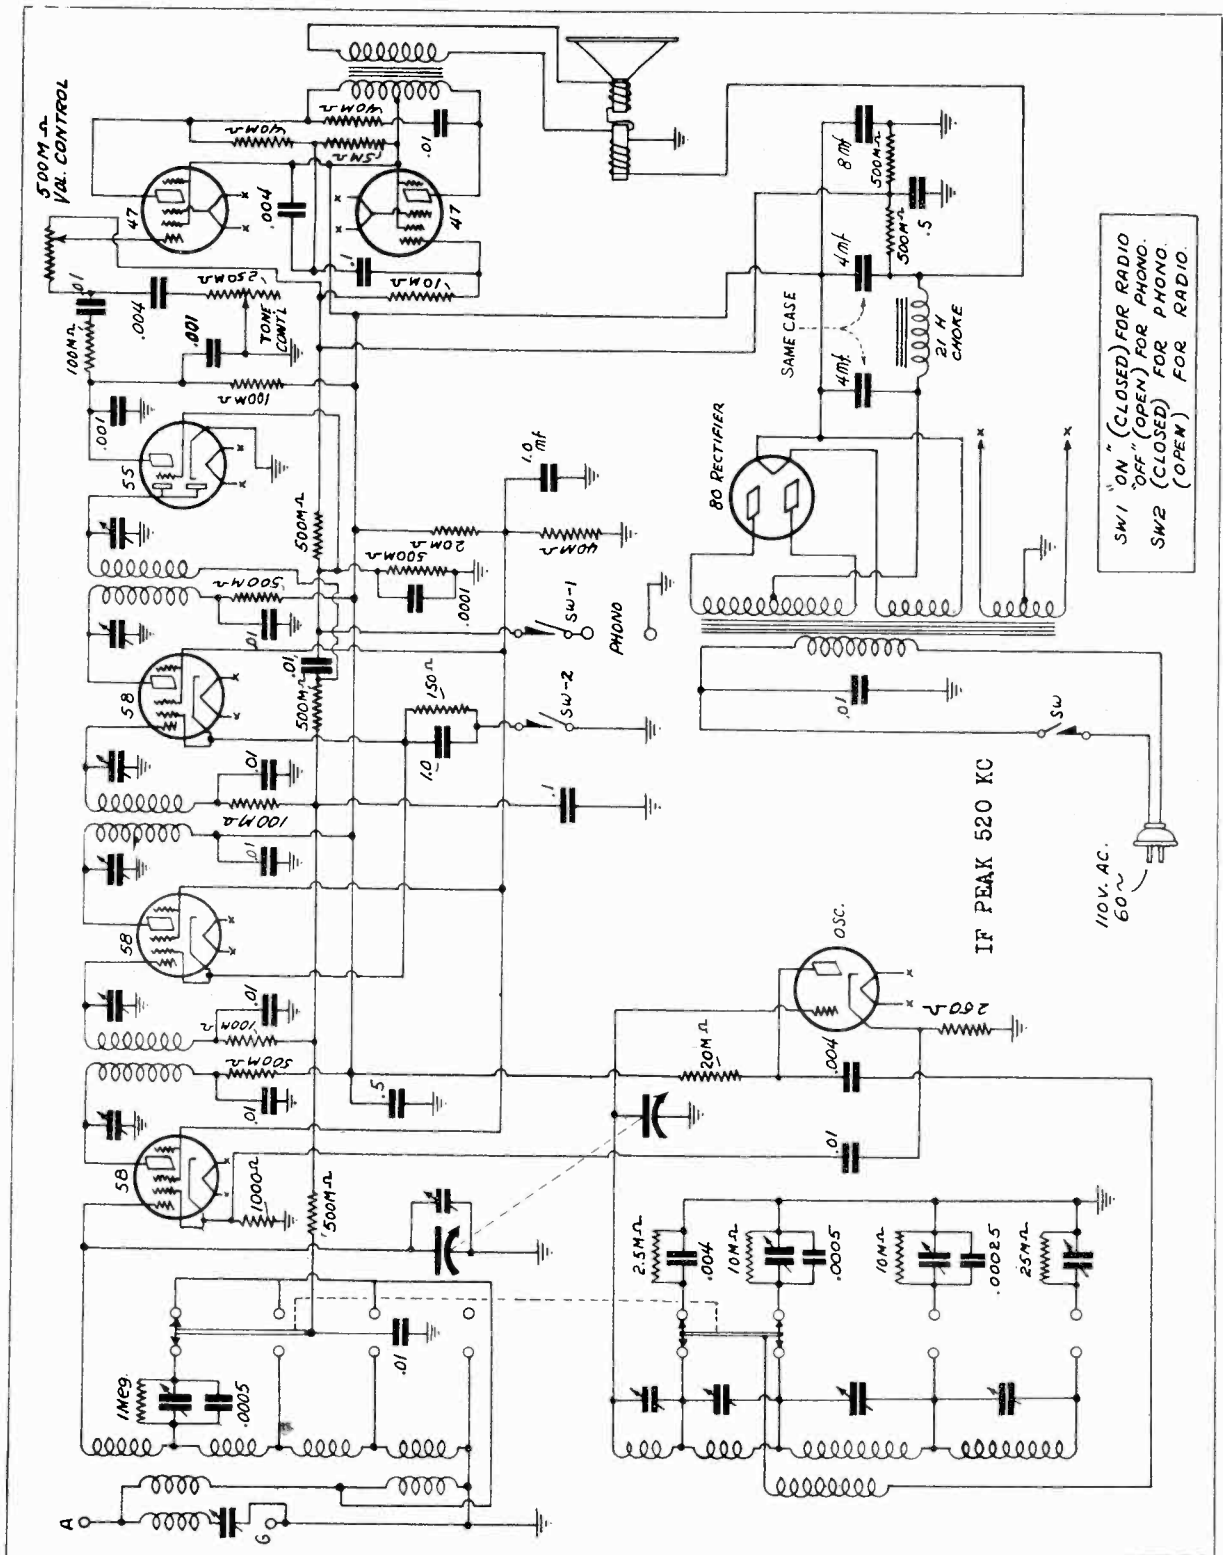 500MΩ
VOL. CONTROL
47
47
40MΩ
40MΩ
15MΩ
.01
.004
.1
10MΩ
.01
100MΩ
.004
250MΩ
TONE
CONT'L
.001
100MΩ
.001
55
500MΩ
500MΩ
.01
58
500MΩ
.0001
20MΩ
40MΩ
1.0
mf
SW-1
PHONO
SW-2
150Ω
1.0
.01
500MΩ
.01
100MΩ
.1
.01
58
.01
100MΩ
500MΩ
.01
.5
58
1000Ω
500MΩ
.01
1Meg.
.0005
A
G
8mf
500MΩ
500MΩ
.5
4mf
4mf
SAME CASE
21 H
CHOKE
80 RECTIFIER
.01
SW
110V. AC.
60~
SW1 "ON" (CLOSED) FOR RADIO
"OFF" (OPEN) FOR PHONO.
SW2 (CLOSED) FOR PHONO.
(OPEN) FOR RADIO.
IF PEAK 520 KC
OSC.
20MΩ
.004
.01
2.5MΩ
.004
10MΩ
.0005
10MΩ
.00025
25MΩ